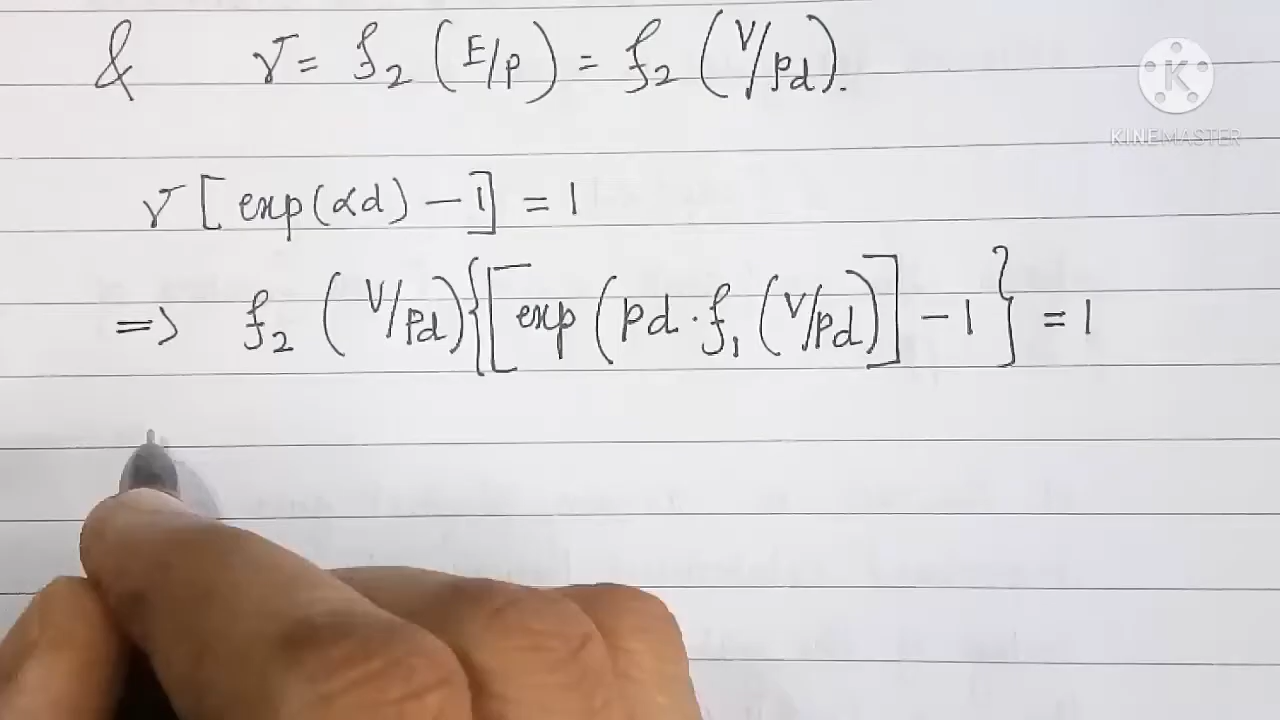 & γ = f₂ (E/p) = f₂ (V/pd).
K
KINEMASTER
γ [exp(αd) – 1] = 1
=> f₂ (V/pd) {[exp (pd · f₁ (V/pd)] – 1} = 1